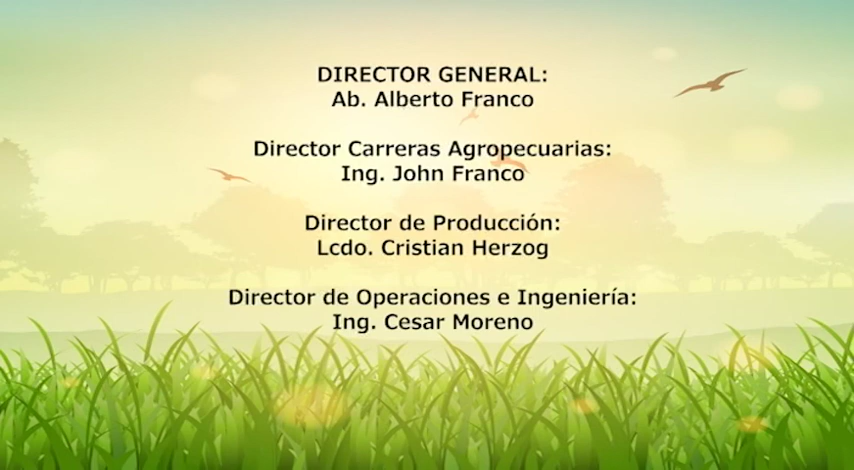 DIRECTOR GENERAL:
Ab. Alberto Franco
Director Carreras Agropecuarias:
Ing. John Franco
Director de Producción:
Lcdo. Cristian Herzog
Director de Operaciones e Ingeniería:
Ing. Cesar Moreno